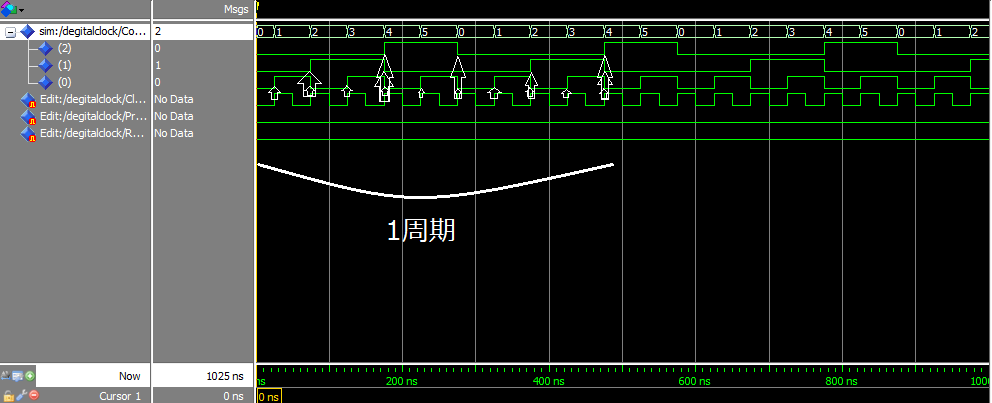 Msgs
sim:/degitalclock/Co... 2 0 1 2 3 4 5 0 1 2 3 4 5 0 1 2 3 4 5 0 1 2
(2) 0
(1) 1
(0) 0
Edit:/degitalclock/Cl... No Data
Edit:/degitalclock/Pr... No Data
Edit:/degitalclock/R... No Data
1周期
Now 1025 ns ns 200 ns 400 ns 600 ns 800 ns 1000
Cursor 1 0 ns 0 ns